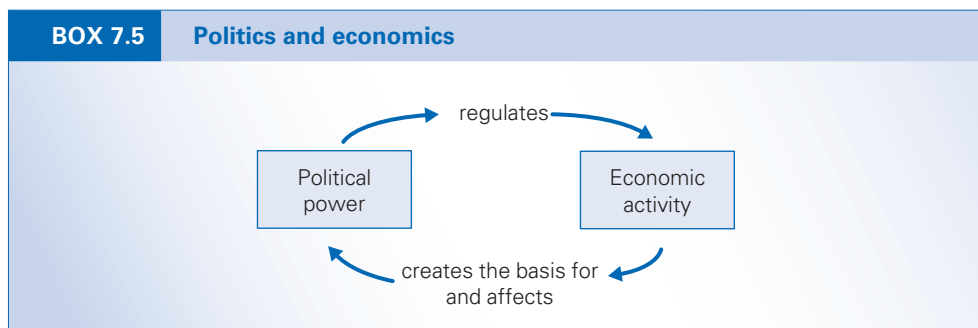 BOX 7.5 Politics and economics
regulates
Political
power
Economic
activity
creates the basis for
and affects